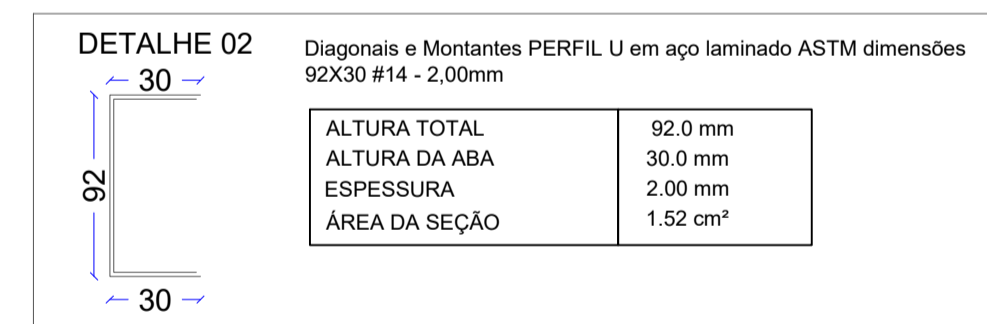 DETALHE 02
30
92
30
Diagonais e Montantes PERFIL U em aço laminado ASTM dimensões
92X30 #14 - 2,00mm
ALTURA TOTAL 92.0 mm
ALTURA DA ABA 30.0 mm
ESPESSURA 2.00 mm
ÁREA DA SEÇÃO 1.52 cm²